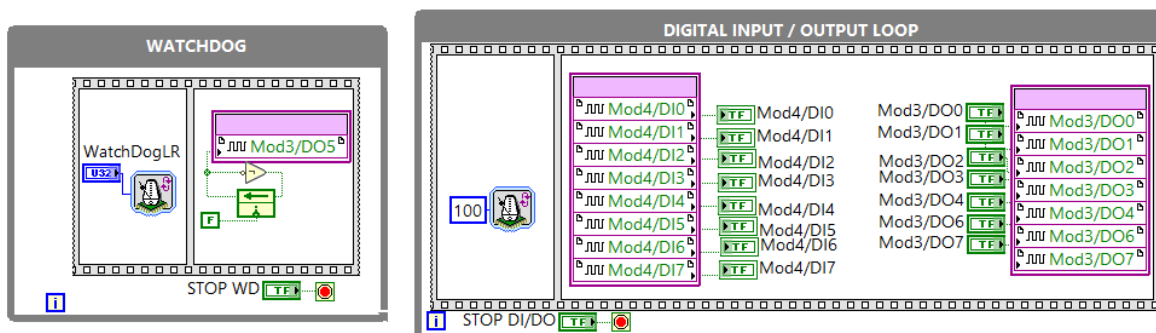 WATCHDOG
WatchDogLR
U32
Mod3/DO5
F
STOP WD
TF
i
DIGITAL INPUT / OUTPUT LOOP
100
Mod4/DI0
Mod4/DI1
Mod4/DI2
Mod4/DI3
Mod4/DI4
Mod4/DI5
Mod4/DI6
Mod4/DI7
TF Mod4/DI0
TF Mod4/DI1
TF Mod4/DI2
TF Mod4/DI3
TF Mod4/DI4
TF Mod4/DI5
TF Mod4/DI6
TF Mod4/DI7
Mod3/DO0 TF
Mod3/DO1 TF
Mod3/DO2 TF
Mod3/DO3 TF
Mod3/DO4 TF
Mod3/DO6 TF
Mod3/DO7 TF
Mod3/DO0
Mod3/DO1
Mod3/DO2
Mod3/DO3
Mod3/DO4
Mod3/DO6
Mod3/DO7
i
STOP DI/DO TF